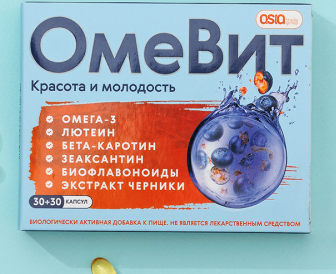 asia
ОмеВит
Красота и молодость
ОМЕГА-3
ЛЮТЕИН
БЕТА-КАРОТИН
ЗЕАКСАНТИН
БИОФЛАВОНОИДЫ
ЭКСТРАКТ ЧЕРНИКИ
30+30 КАПСУЛ
БИОЛОГИЧЕСКИ АКТИВНАЯ ДОБАВКА К ПИЩЕ. НЕ ЯВЛЯЕТСЯ ЛЕКАРСТВЕННЫМ СРЕДСТВОМ